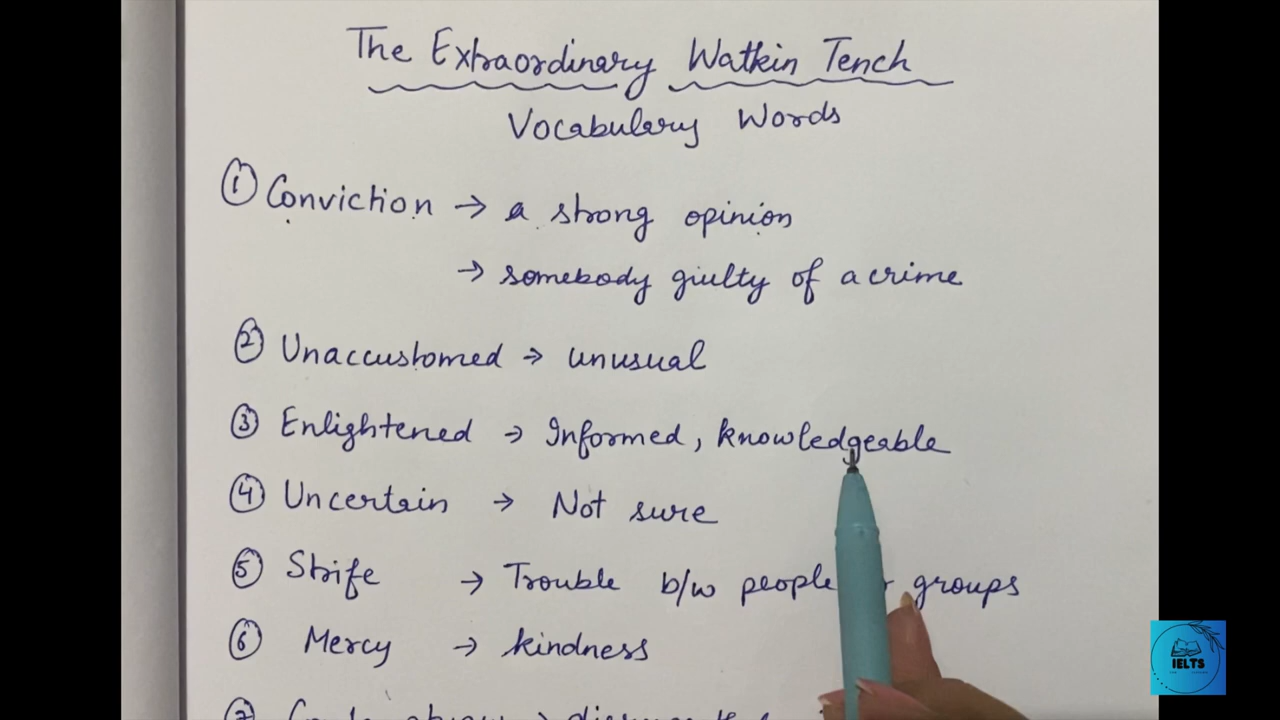 The Extraordinary Watkin Tench
Vocabulary Words
① Conviction → a strong opinion
→ somebody giulty of a crime
② Unaccustomed → unusual
③ Enlightened → Informed, knowledgeable
④ Uncertain → Not sure
⑤ Strife → Trouble b/w people groups
⑥ Mercy → kindness
⑦
IELTS